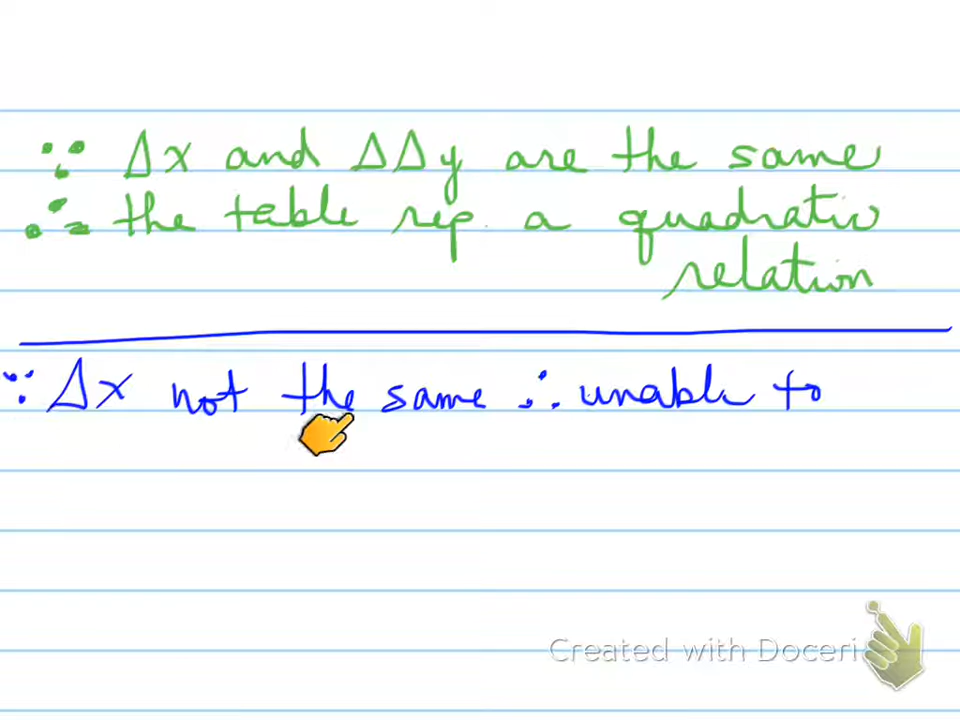 ∵ Δx and ΔΔy are the same
∴ the table rep. a quadratic
relation
∵ Δx not the same ∴ unable to
Created with Doceri